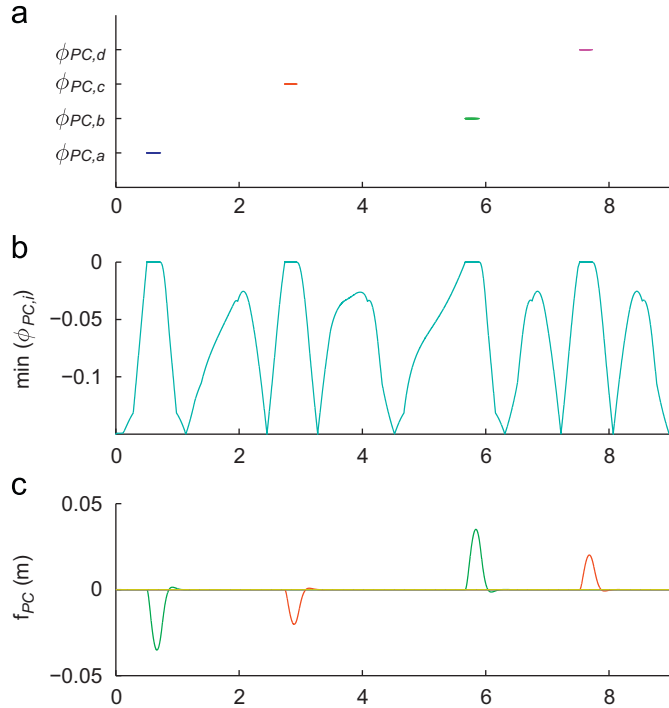 a
ϕPC,d
ϕPC,c
ϕPC,b
ϕPC,a
0 2 4 6 8
b
0
−0.05
−0.1
min (ϕPC,i)
0 2 4 6 8
c
0.05
0
−0.05
fPC (m)
0 2 4 6 8